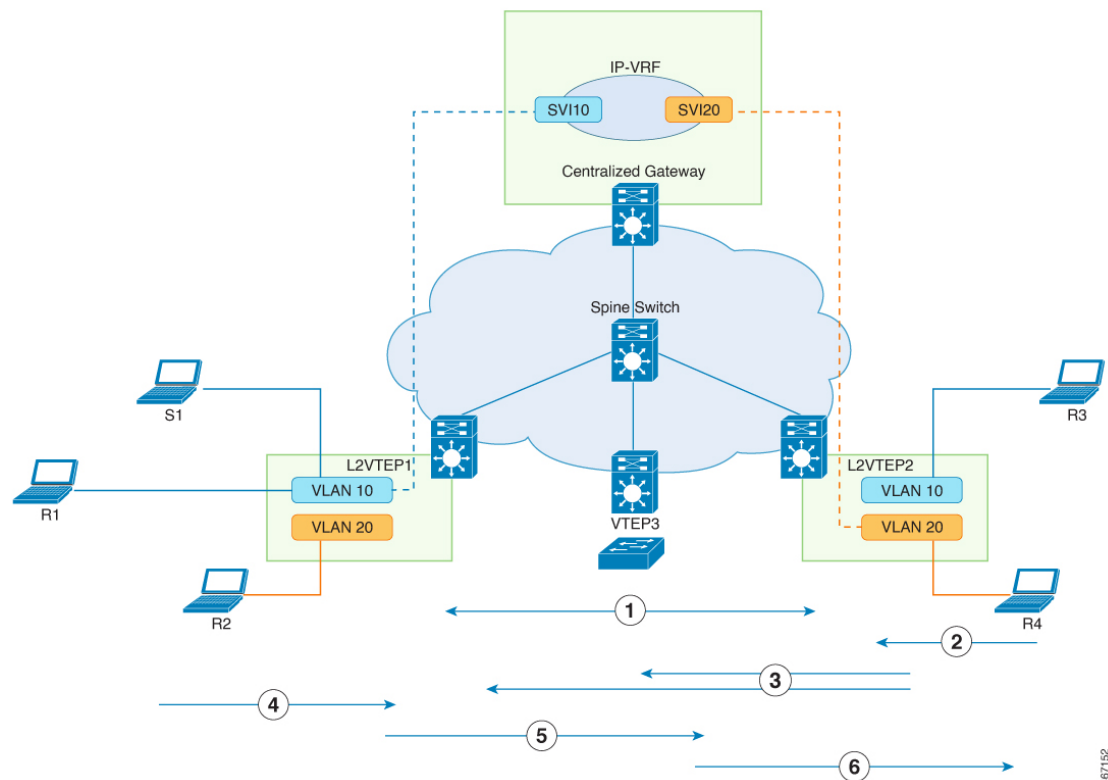 IP-VRF
SVI10
SVI20
Centralized Gateway
Spine Switch
S1
R3
L2VTEP1
L2VTEP2
VLAN 10
VLAN 10
R1
VTEP3
VLAN 20
VLAN 20
R2
R4
1
2
3
4
5
6
67152